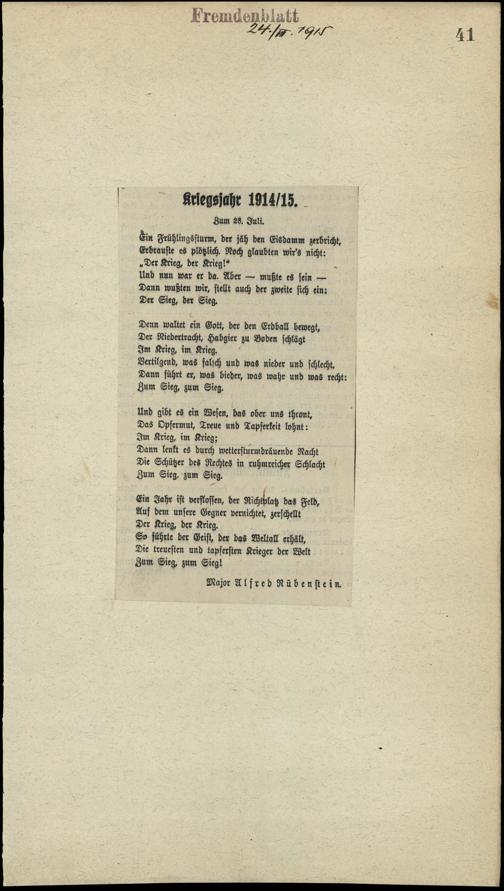 Fremdenblatt
24./VII. 1915
41
Kriegsjahr 1914/15.
Zum 28. Juli.
Ein Frühlingssturm, der jäh den Eisdamm zerbricht,
Erbrauste es plötzlich. Noch glaubten wir's nicht:
„Der Krieg, der Krieg!“
Und nun war er da. Aber — mußte es sein —
Dann wußten wir, stellt auch der zweite sich ein:
Der Sieg, der Sieg.
Denn waltet ein Gott, der den Erdball bewegt,
Der Niedertracht, Habgier zu Boden schlägt
Im Krieg, im Krieg.
Vertilgend, was falsch und was nieder und schlecht,
Dann führt er, was bieder, was wahr und was recht:
Zum Sieg, zum Sieg.
Und gibt es ein Wesen, das ober uns thront,
Das Opfermut, Treue und Tapferkeit lohnt:
Im Krieg, im Krieg;
Dann lenkt es durch wettersturmdräuende Nacht
Die Schützer des Rechtes in ruhmreicher Schlacht
Zum Sieg, zum Sieg.
Ein Jahr ist verflossen, der Richtplatz das Feld,
Auf dem unsere Gegner vernichtet, zerschellt
Der Krieg, der Krieg.
So führte der Geist, der das Weltall erhält,
Die treuesten und tapfersten Krieger der Welt
Zum Sieg, zum Sieg!
Major Alfred Rübenstein.